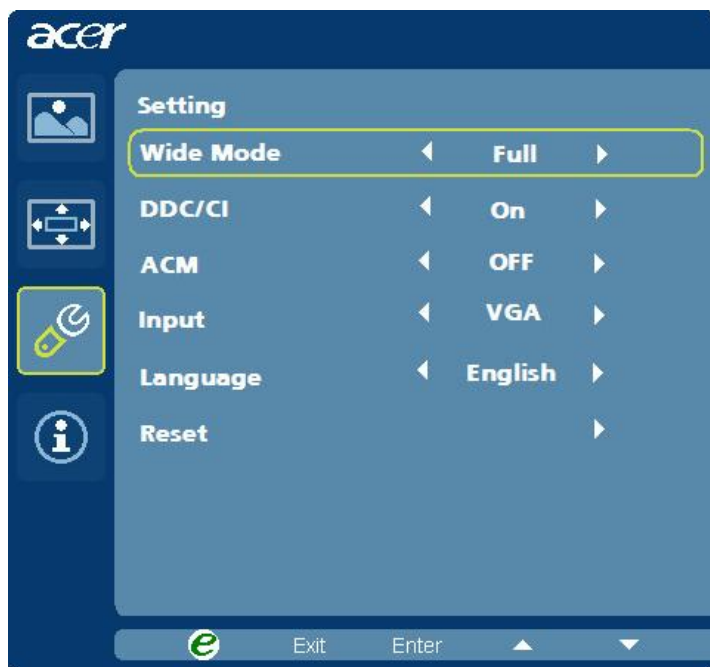 acer
Setting
Wide Mode Full
DDC/CI On
ACM OFF
Input VGA
Language English
Reset
e Exit Enter